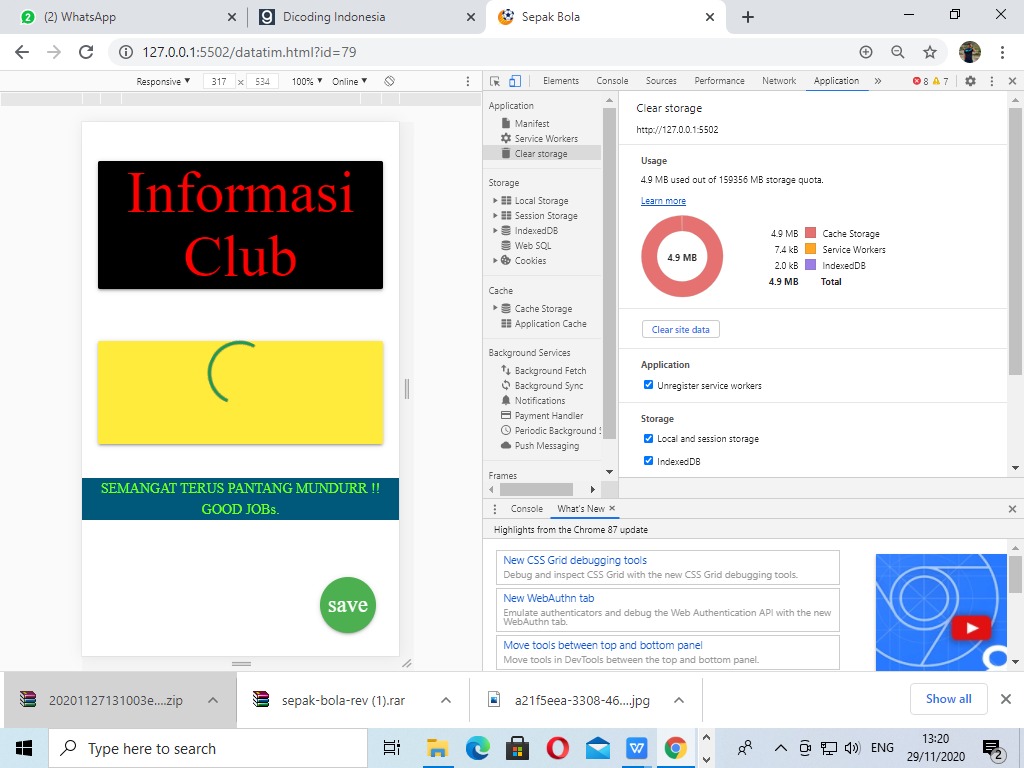 (2) WhatsApp
Dicoding Indonesia
Sepak Bola
127.0.0.1:5502/datatim.html?id=79
Responsive ▼ 317 x 534 100% ▼ Online ▼
Elements Console Sources Performance Network Application » 8 7
Informasi
Club
SEMANGAT TERUS PANTANG MUNDURR !!
GOOD JOBs.
save
Application
Manifest
Service Workers
Clear storage
Storage
Local Storage
Session Storage
IndexedDB
Web SQL
Cookies
Cache
Cache Storage
Application Cache
Background Services
Background Fetch
Background Sync
Notifications
Payment Handler
Periodic Background S
Push Messaging
Frames
Clear storage
http://127.0.0.1:5502
Usage
4.9 MB used out of 159356 MB storage quota.
Learn more
4.9 MB
4.9 MB Cache Storage
7.4 kB Service Workers
2.0 kB IndexedDB
4.9 MB Total
Clear site data
Application
Unregister service workers
Storage
Local and session storage
IndexedDB
Console What's New
Highlights from the Chrome 87 update
New CSS Grid debugging tools
Debug and inspect CSS Grid with the new CSS Grid debugging tools.
New WebAuthn tab
Emulate authenticators and debug the Web Authentication API with the new
WebAuthn tab.
Move tools between top and bottom panel
Move tools in DevTools between the top and bottom panel.
20201127131003e....zip
sepak-bola-rev (1).rar
a21f5eea-3308-46....jpg
Show all
Type here to search
ENG
13:20
29/11/2020
2